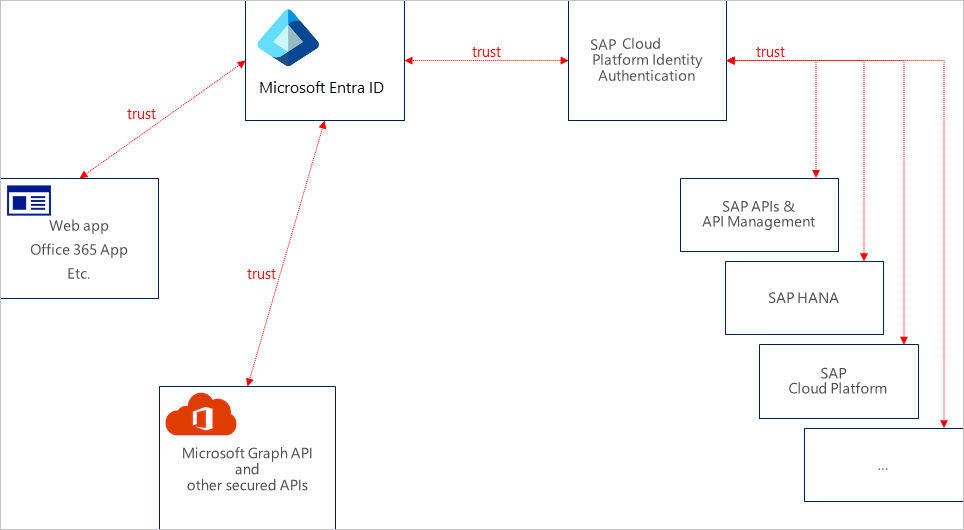 Microsoft Entra ID
trust
SAP Cloud
Platform Identity
Authentication
trust
trust
Web app
Office 365 App
Etc.
trust
Microsoft Graph API
and
other secured APIs
SAP APIs &
API Management
SAP HANA
SAP
Cloud Platform
...